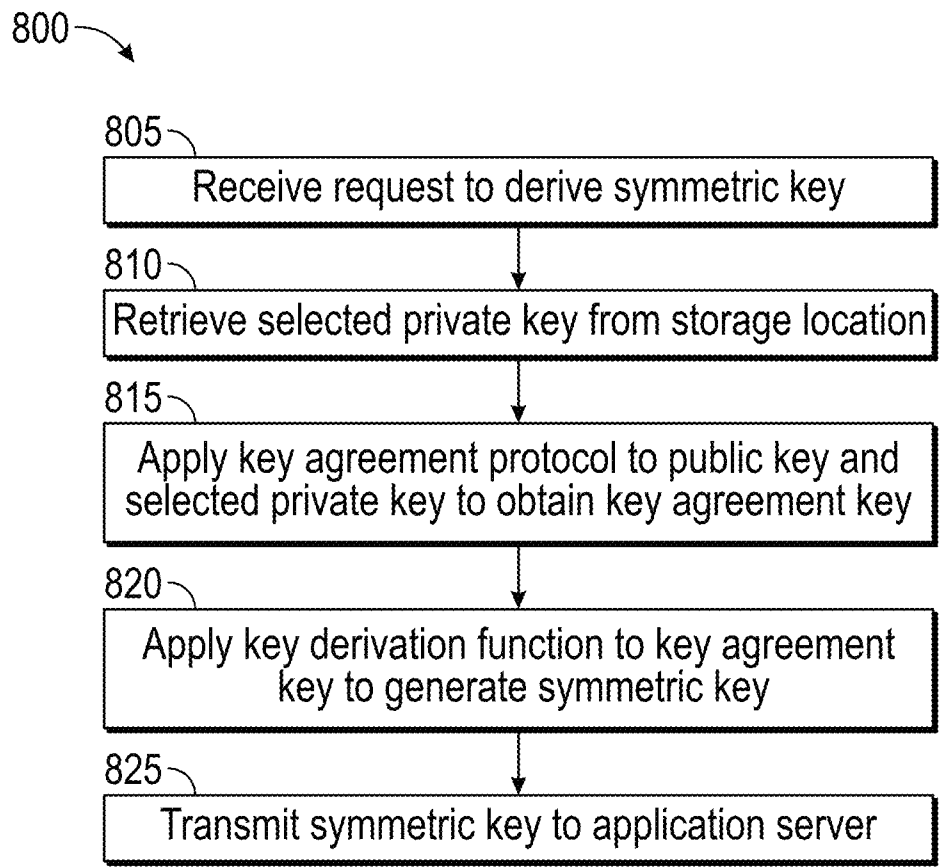 800
805
Receive request to derive symmetric key
810
Retrieve selected private key from storage location
815
Apply key agreement protocol to public key and
selected private key to obtain key agreement key
820
Apply key derivation function to key agreement
key to generate symmetric key
825
Transmit symmetric key to application server